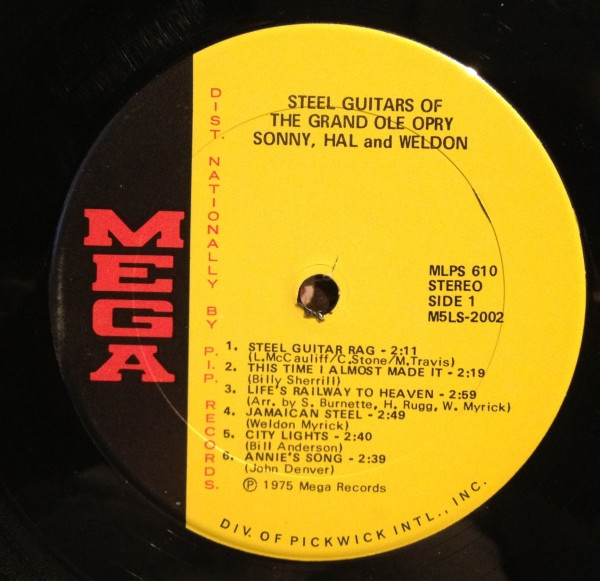 STEEL GUITARS OF
THE GRAND OLE OPRY
SONNY, HAL and WELDON
DIST. NATIONALLY BY P.I.P. RECORDS.
MEGA
MLPS 610
STEREO
SIDE 1
M5LS-2002
1. STEEL GUITAR RAG - 2:11
(L.McCauliff/C.Stone/M.Travis)
2. THIS TIME I ALMOST MADE IT - 2:19
(Billy Sherrill)
3. LIFE'S RAILWAY TO HEAVEN - 2:59
(Arr. by S. Burnette, H. Rugg, W. Myrick)
4. JAMAICAN STEEL - 2:49
(Weldon Myrick)
5. CITY LIGHTS - 2:40
(Bill Anderson)
6. ANNIE'S SONG - 2:39
(John Denver)
Ⓟ 1975 Mega Records
DIV. OF PICKWICK INTL., INC.